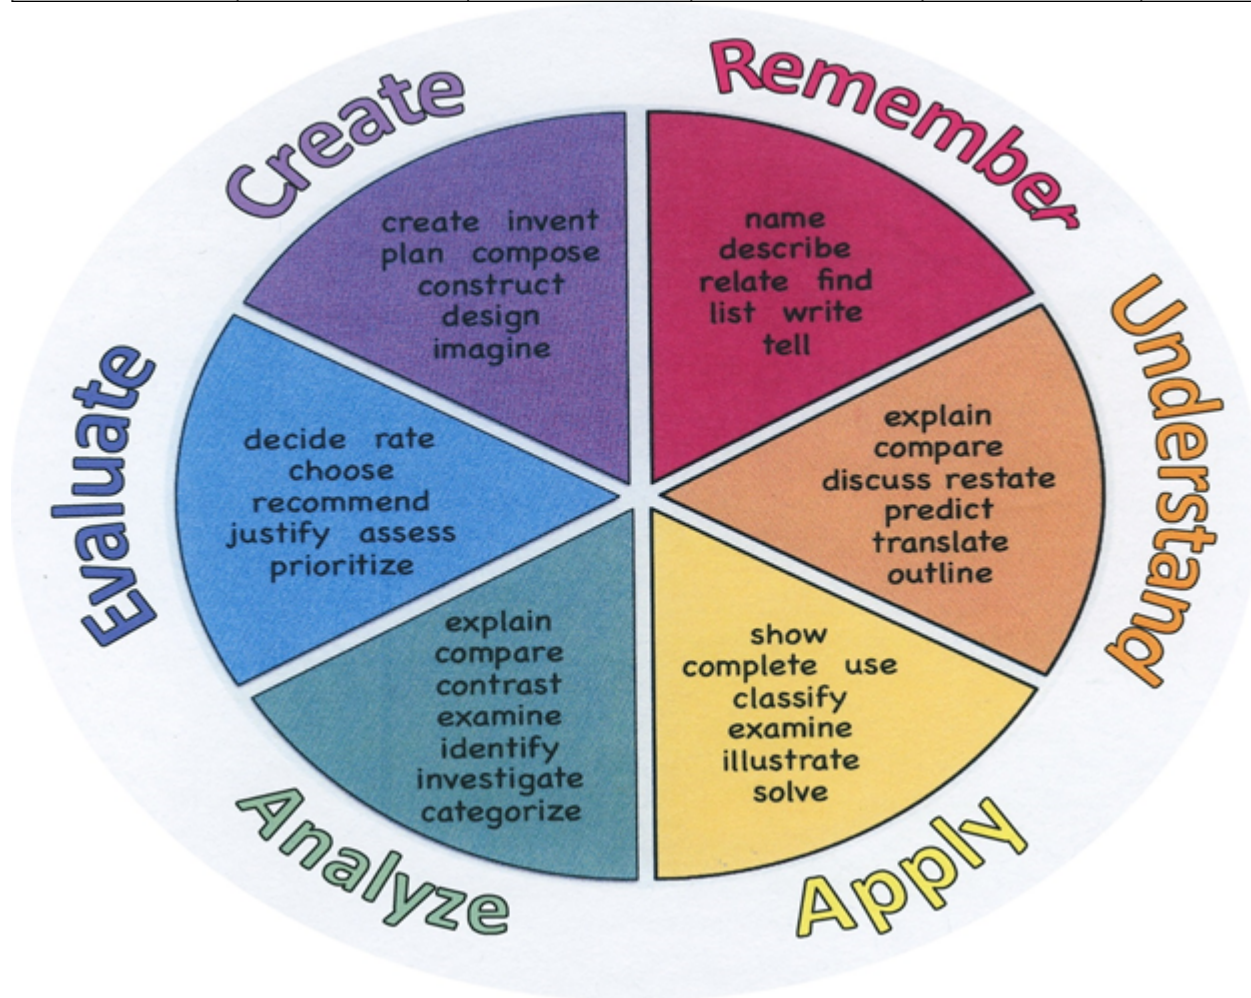 Remember
name
describe
relate find
list write
tell
Understand
explain
compare
discuss restate
predict
translate
outline
Apply
show
complete use
classify
examine
illustrate
solve
Analyze
explain
compare
contrast
examine
identify
investigate
categorize
Evaluate
decide rate
choose
recommend
justify assess
prioritize
Create
create invent
plan compose
construct
design
imagine